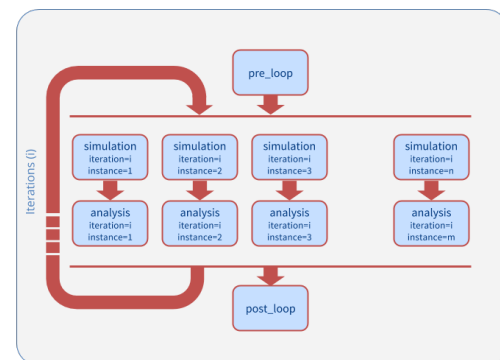 Iterations (i)
pre_loop
simulation
iteration=i
instance=1
simulation
iteration=i
instance=2
simulation
iteration=i
instance=3
simulation
iteration=i
instance=n
analysis
iteration=i
instance=1
analysis
iteration=i
instance=2
analysis
iteration=i
instance=3
analysis
iteration=i
instance=m
post_loop